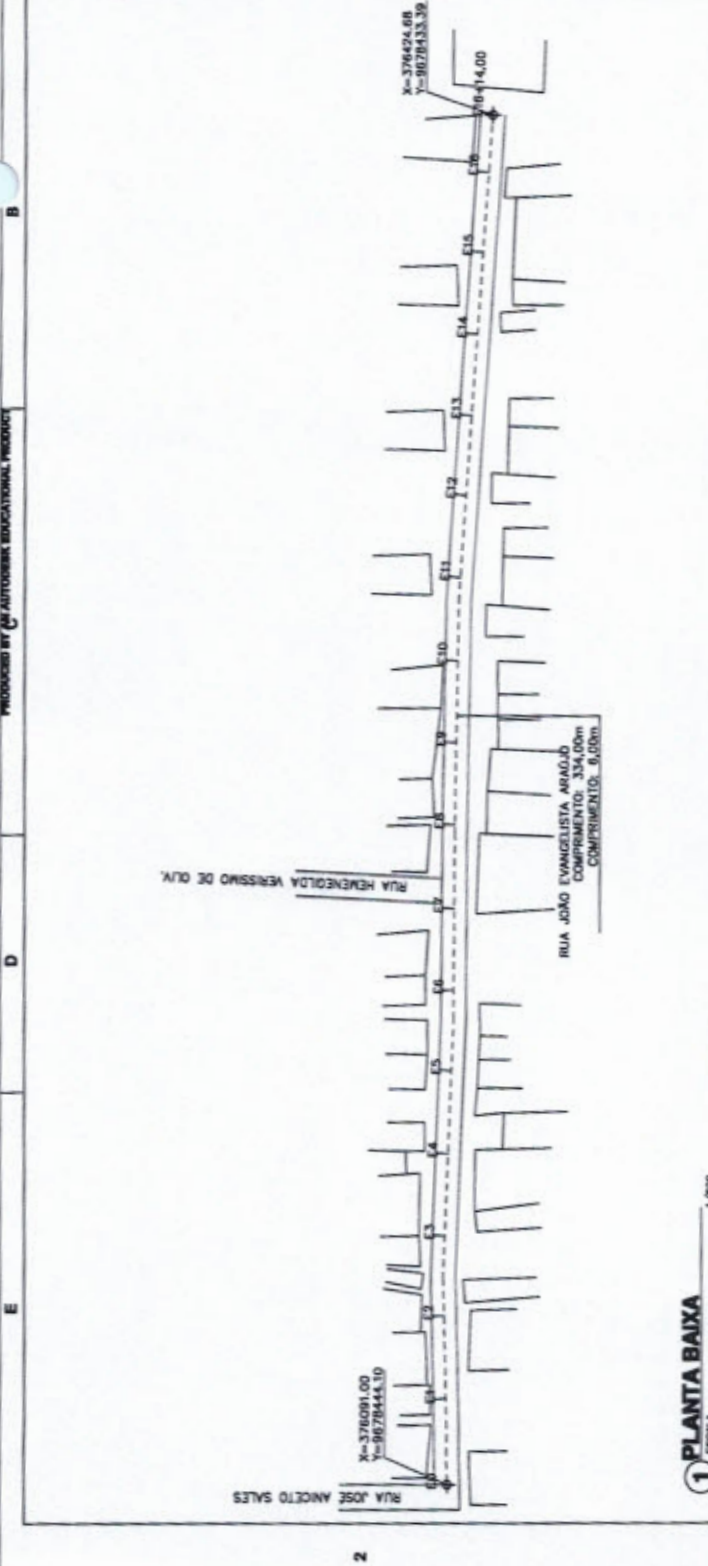 PRODUCED BY AN AUTODESK EDUCATIONAL PRODUCT
E
D
C
B
2
RUA JOSE ANICETO SALES
X=376091.00
Y=9678444.10
E0
E1
E2
E3
E4
E5
E6
E7
E8
E9
E10
E11
E12
E13
E14
E15
E16
E16+14,00
RUA HEMENEGILDA VERISSIMO DE OLIV.
X=376424.68
Y=9678433.39
RUA JOÃO EVANGELISTA ARAÚJO
COMPRIMENTO: 334,00m
COMPRIMENTO: 6,00m
1 PLANTA BAIXA